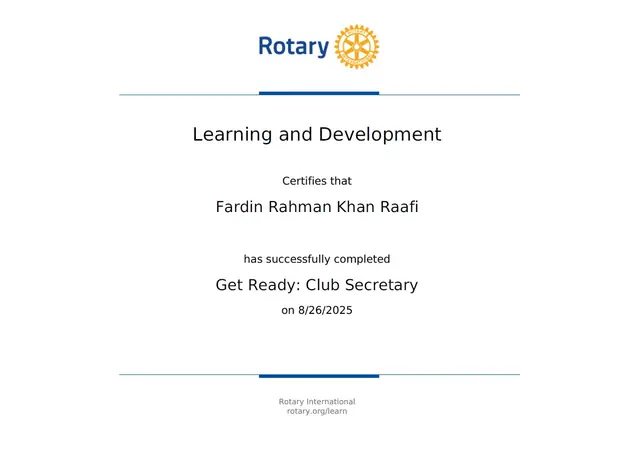 Rotary
Learning and Development
Certifies that
Fardin Rahman Khan Raafi
has successfully completed
Get Ready: Club Secretary
on 8/26/2025
Rotary International
rotary.org/learn